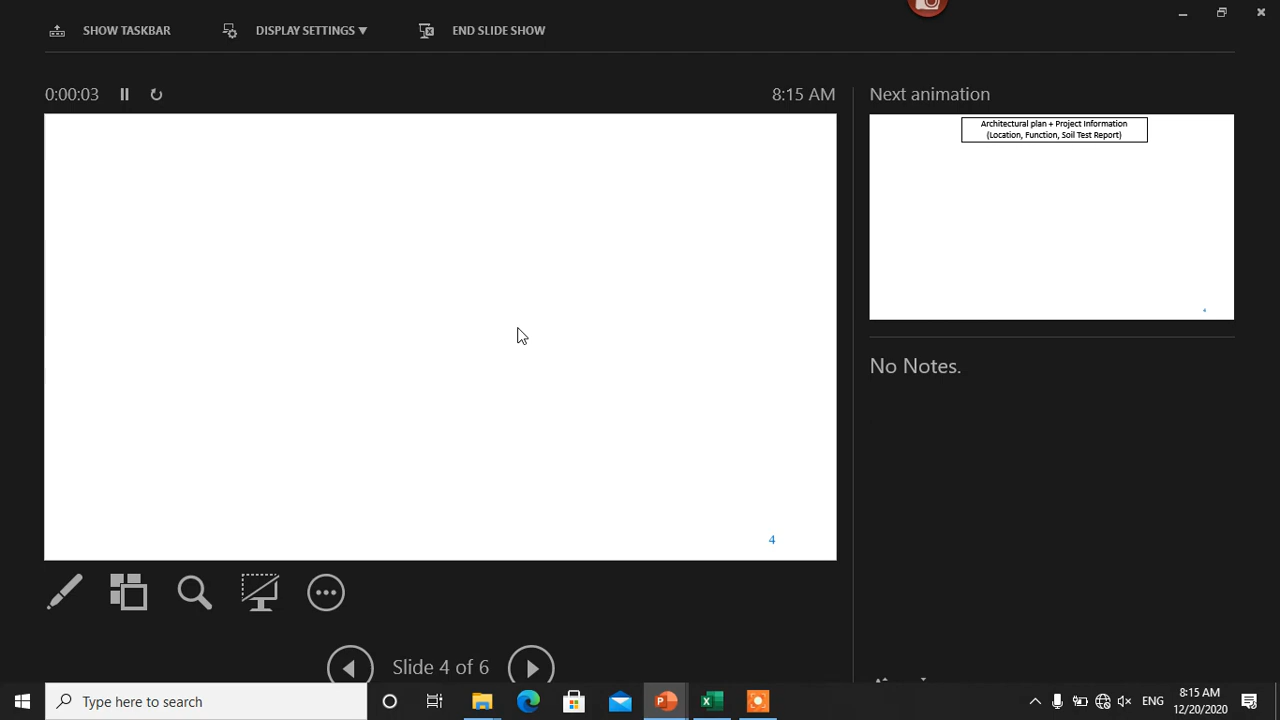 SHOW TASKBAR
DISPLAY SETTINGS ▼
END SLIDE SHOW
0:00:03
8:15 AM
Next animation
Architectural plan + Project Information
(Location, Function, Soil Test Report)
No Notes.
4
Slide 4 of 6
Type here to search
ENG
8:15 AM
12/20/2020